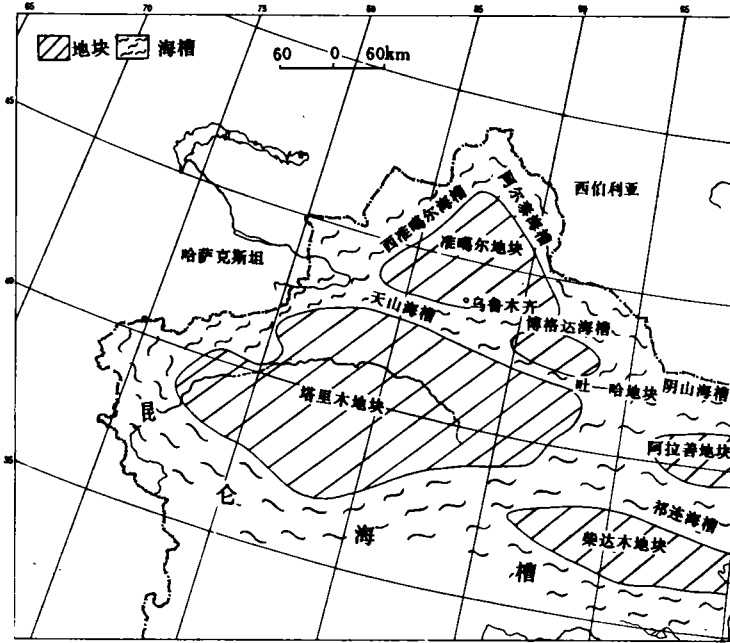 65 70 75 80 85 90 95
地块 海槽
60 0 60km
45
西伯利亚
阿尔泰海槽
西准噶尔海槽
准噶尔地块
哈萨克斯坦
乌鲁木齐
40
天山海槽
博格达海槽
吐一哈地块
阴山海槽
塔里木地块
昆仑海槽
阿拉善地块
35
祁连海槽
柴达木地块